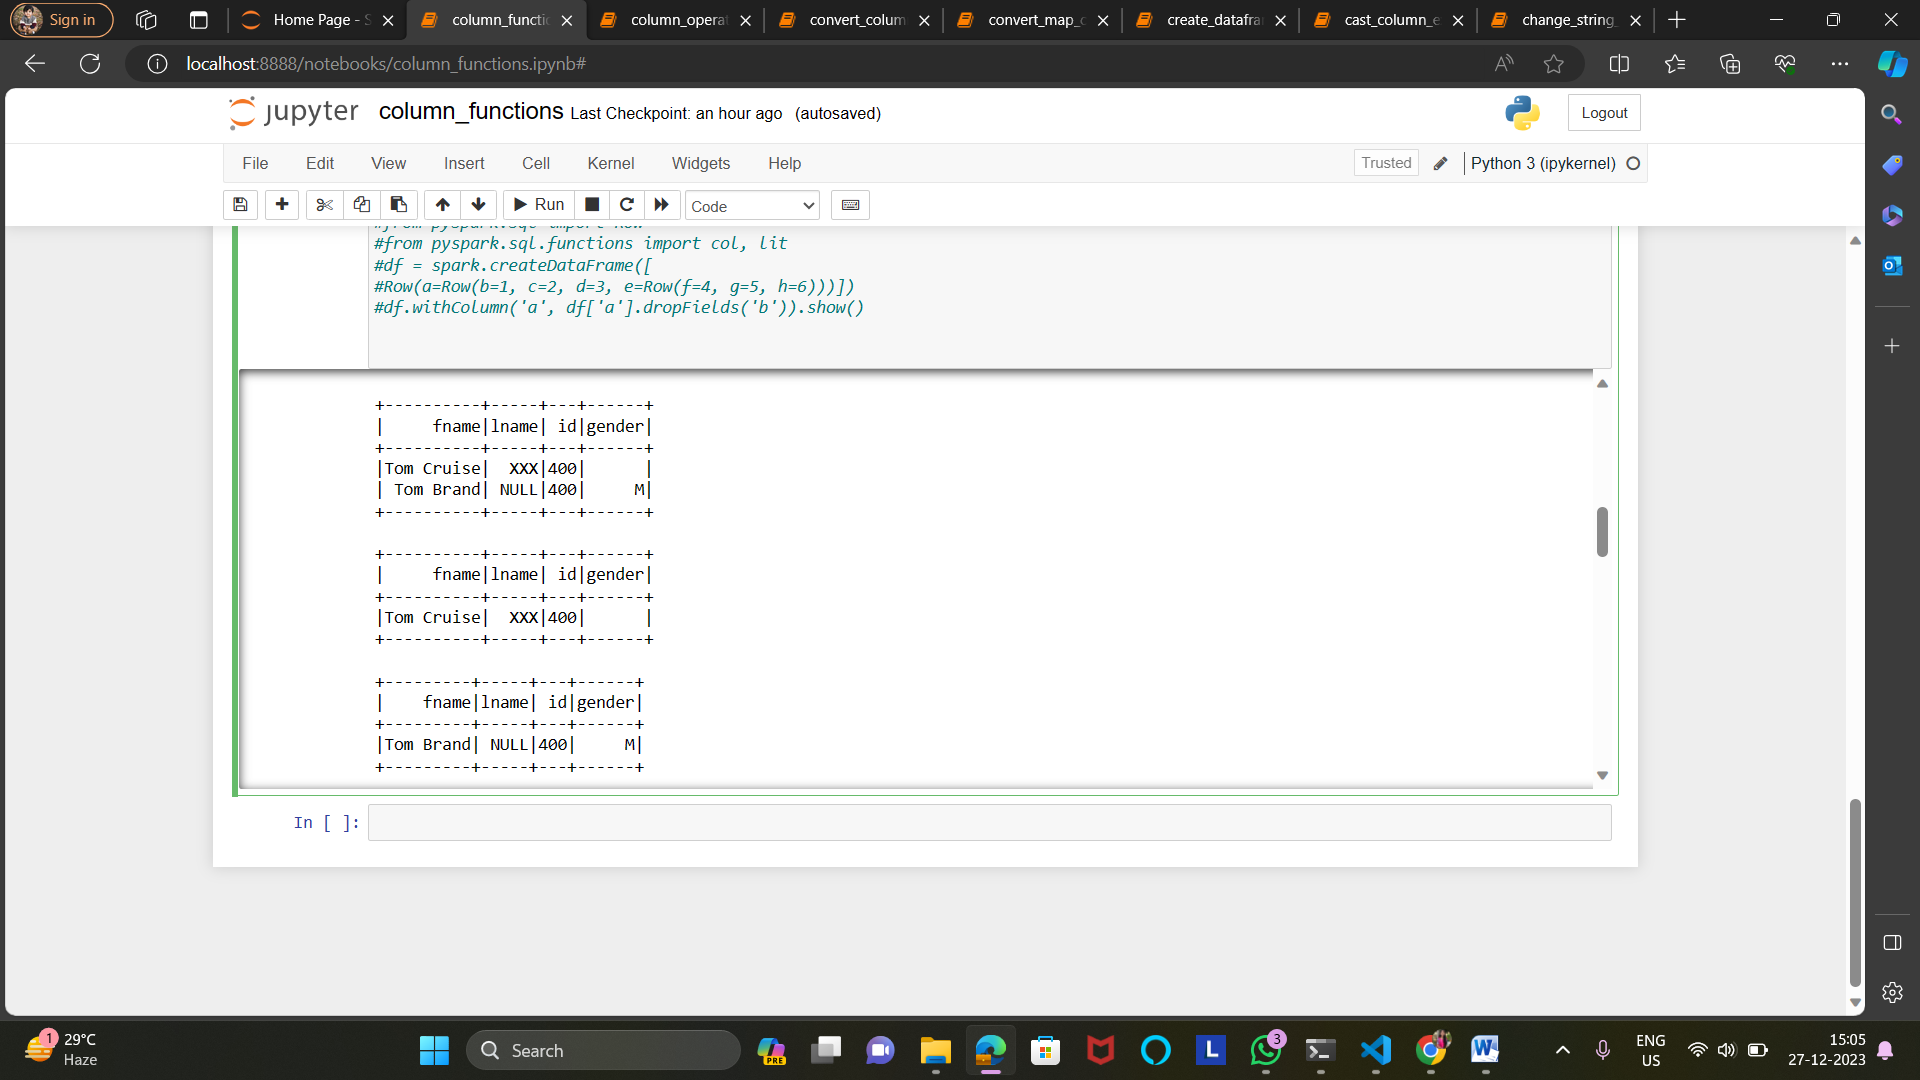 Sign in
Home Page - S
column_functio
column_operat
convert_colum
convert_map_c
create_datafra
cast_column_e
change_string_
localhost:8888/notebooks/column_functions.ipynb#
jupyter column_functions Last Checkpoint: an hour ago (autosaved)
Logout
File Edit View Insert Cell Kernel Widgets Help
Trusted
Python 3 (ipykernel)
Run
Code
#from pyspark.sql.functions import col, lit
#df = spark.createDataFrame([
#Row(a=Row(b=1, c=2, d=3, e=Row(f=4, g=5, h=6)))])
#df.withColumn('a', df['a'].dropFields('b')).show()
+----------+-----+---+------+
|     fname|lname| id|gender|
+----------+-----+---+------+
|Tom Cruise|  XXX|400|      |
| Tom Brand| NULL|400|     M|
+----------+-----+---+------+
+----------+-----+---+------+
|     fname|lname| id|gender|
+----------+-----+---+------+
|Tom Cruise|  XXX|400|      |
+----------+-----+---+------+
+---------+-----+---+------+
|    fname|lname| id|gender|
+---------+-----+---+------+
|Tom Brand| NULL|400|     M|
+---------+-----+---+------+
In [ ]:
1
29°C
Haze
Search
PRE
L
3
ENG
US
15:05
27-12-2023